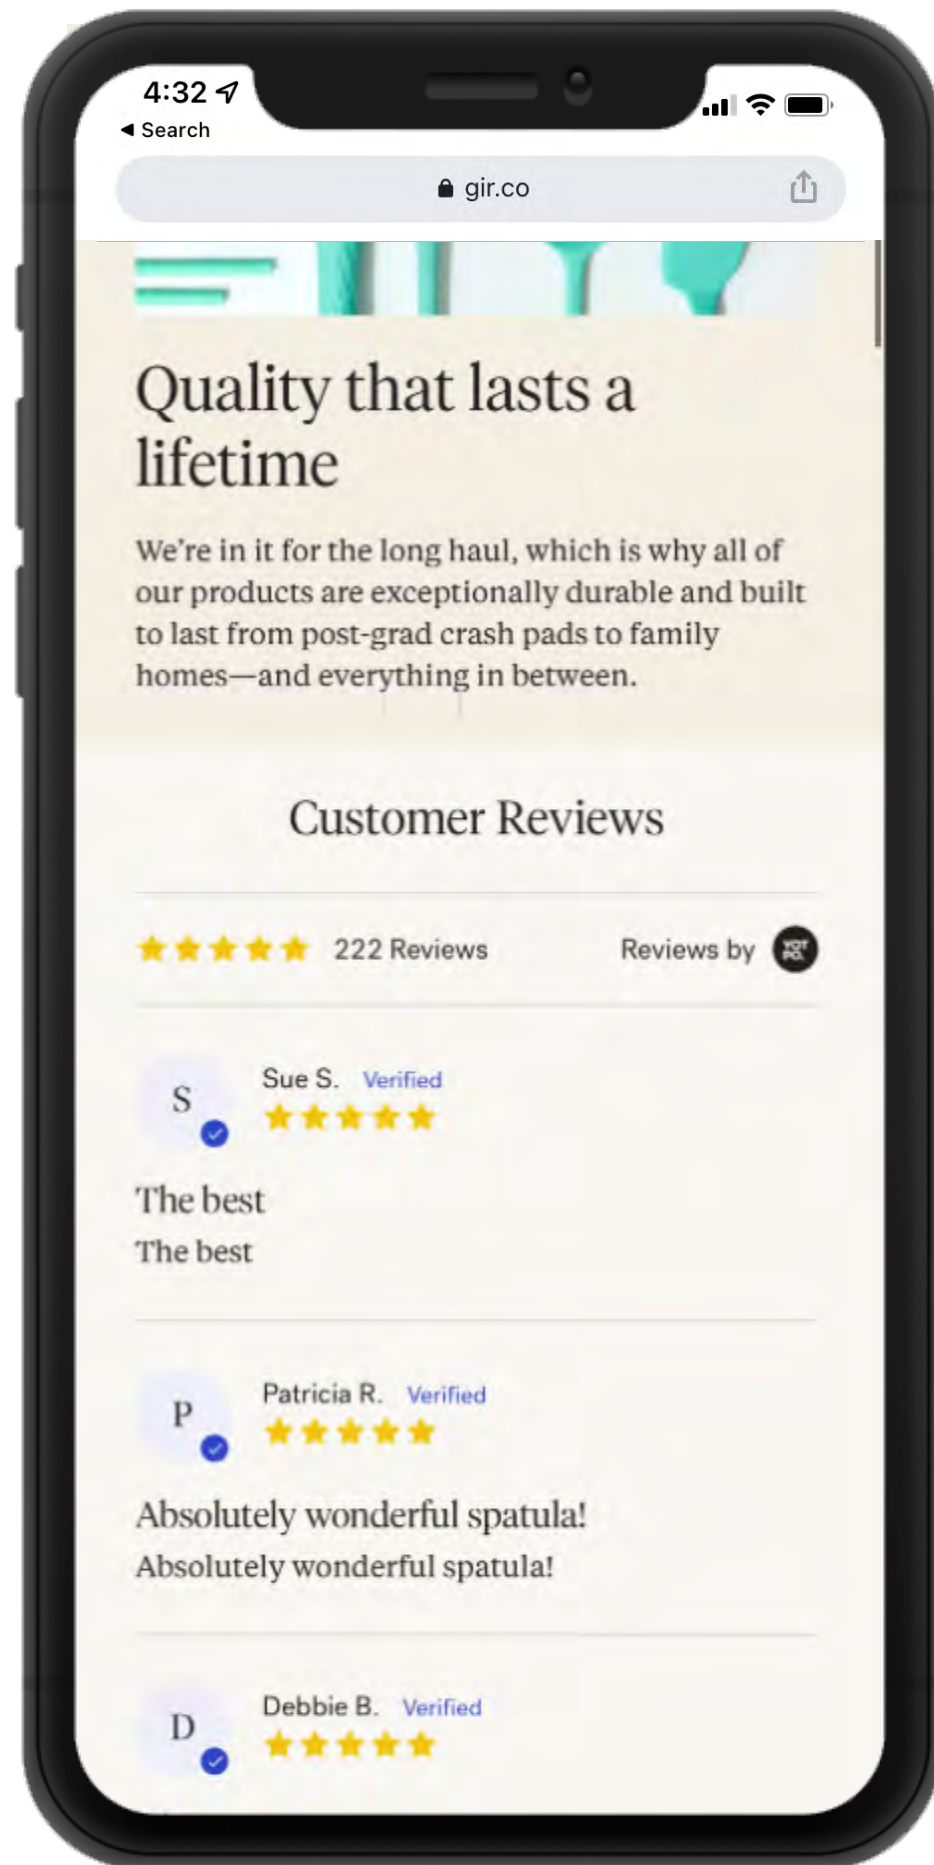 4:32
◀ Search
gir.co
Quality that lasts a
lifetime
We're in it for the long haul, which is why all of
our products are exceptionally durable and built
to last from post-grad crash pads to family
homes—and everything in between.
Customer Reviews
222 Reviews
Reviews by
YOT
PO.
S
Sue S. Verified
The best
The best
P
Patricia R. Verified
Absolutely wonderful spatula!
Absolutely wonderful spatula!
D
Debbie B. Verified